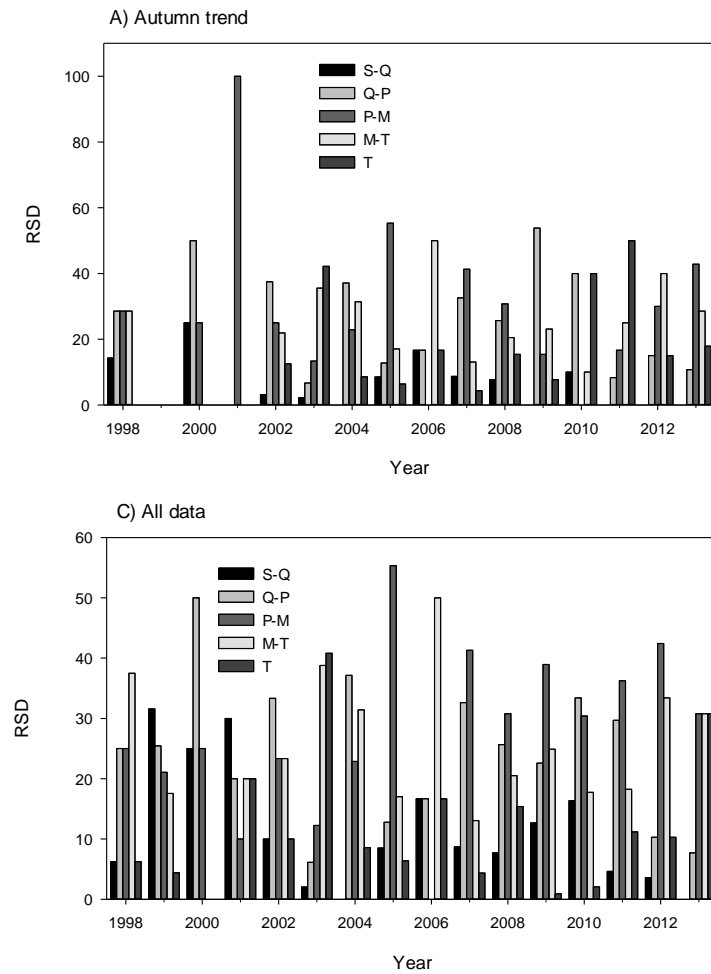 A) Autumn trend
100
80
60
40
20
0
RSD
S-Q
Q-P
P-M
M-T
T
1998 2000 2002 2004 2006 2008 2010 2012
Year
C) All data
60
50
40
30
20
10
0
RSD
S-Q
Q-P
P-M
M-T
T
1998 2000 2002 2004 2006 2008 2010 2012
Year